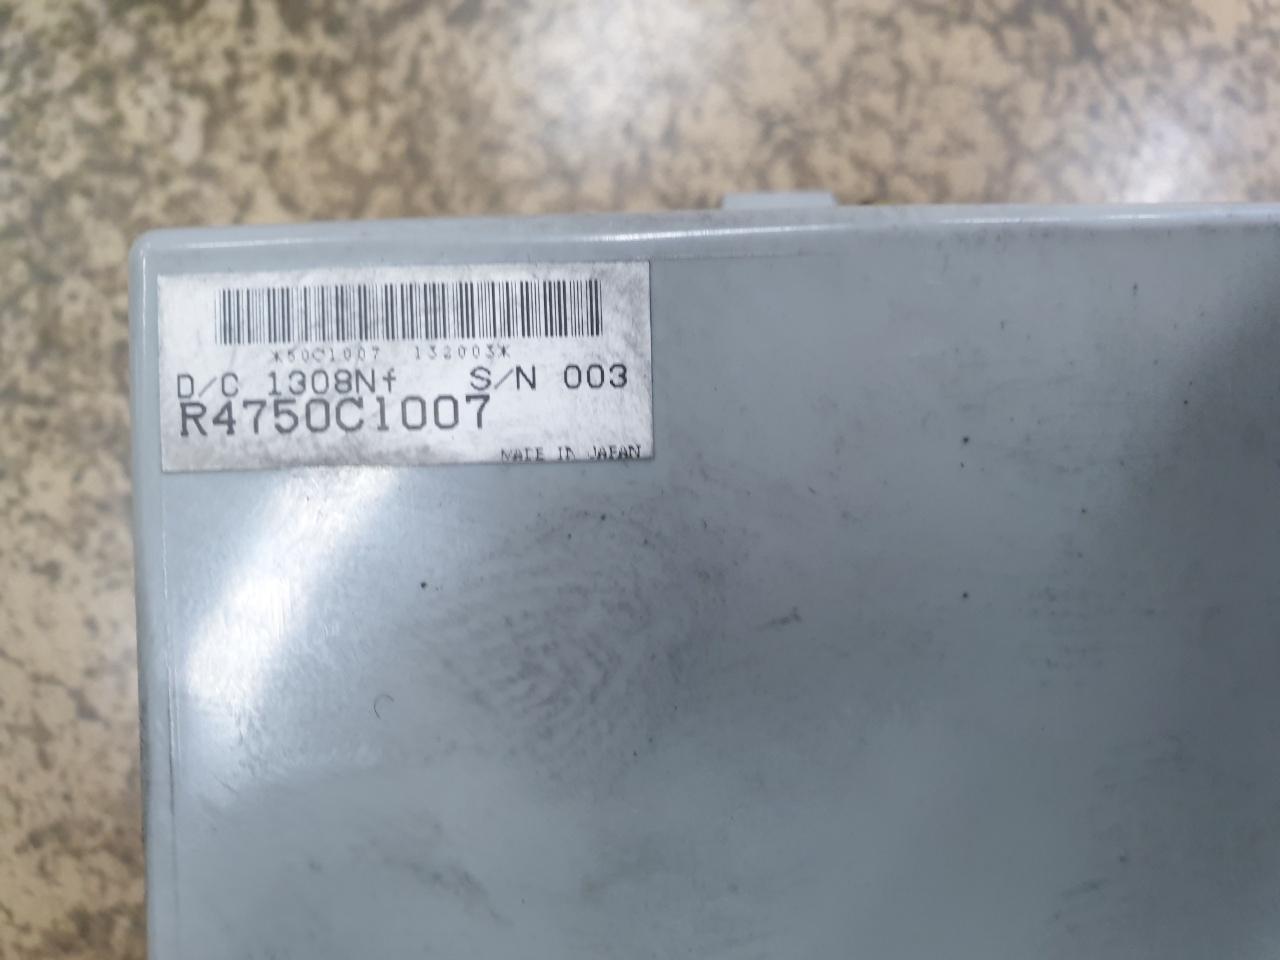 *50C1007 132003*
D/C 1308Nf S/N 003
R4750C1007
MADE IN JAPAN